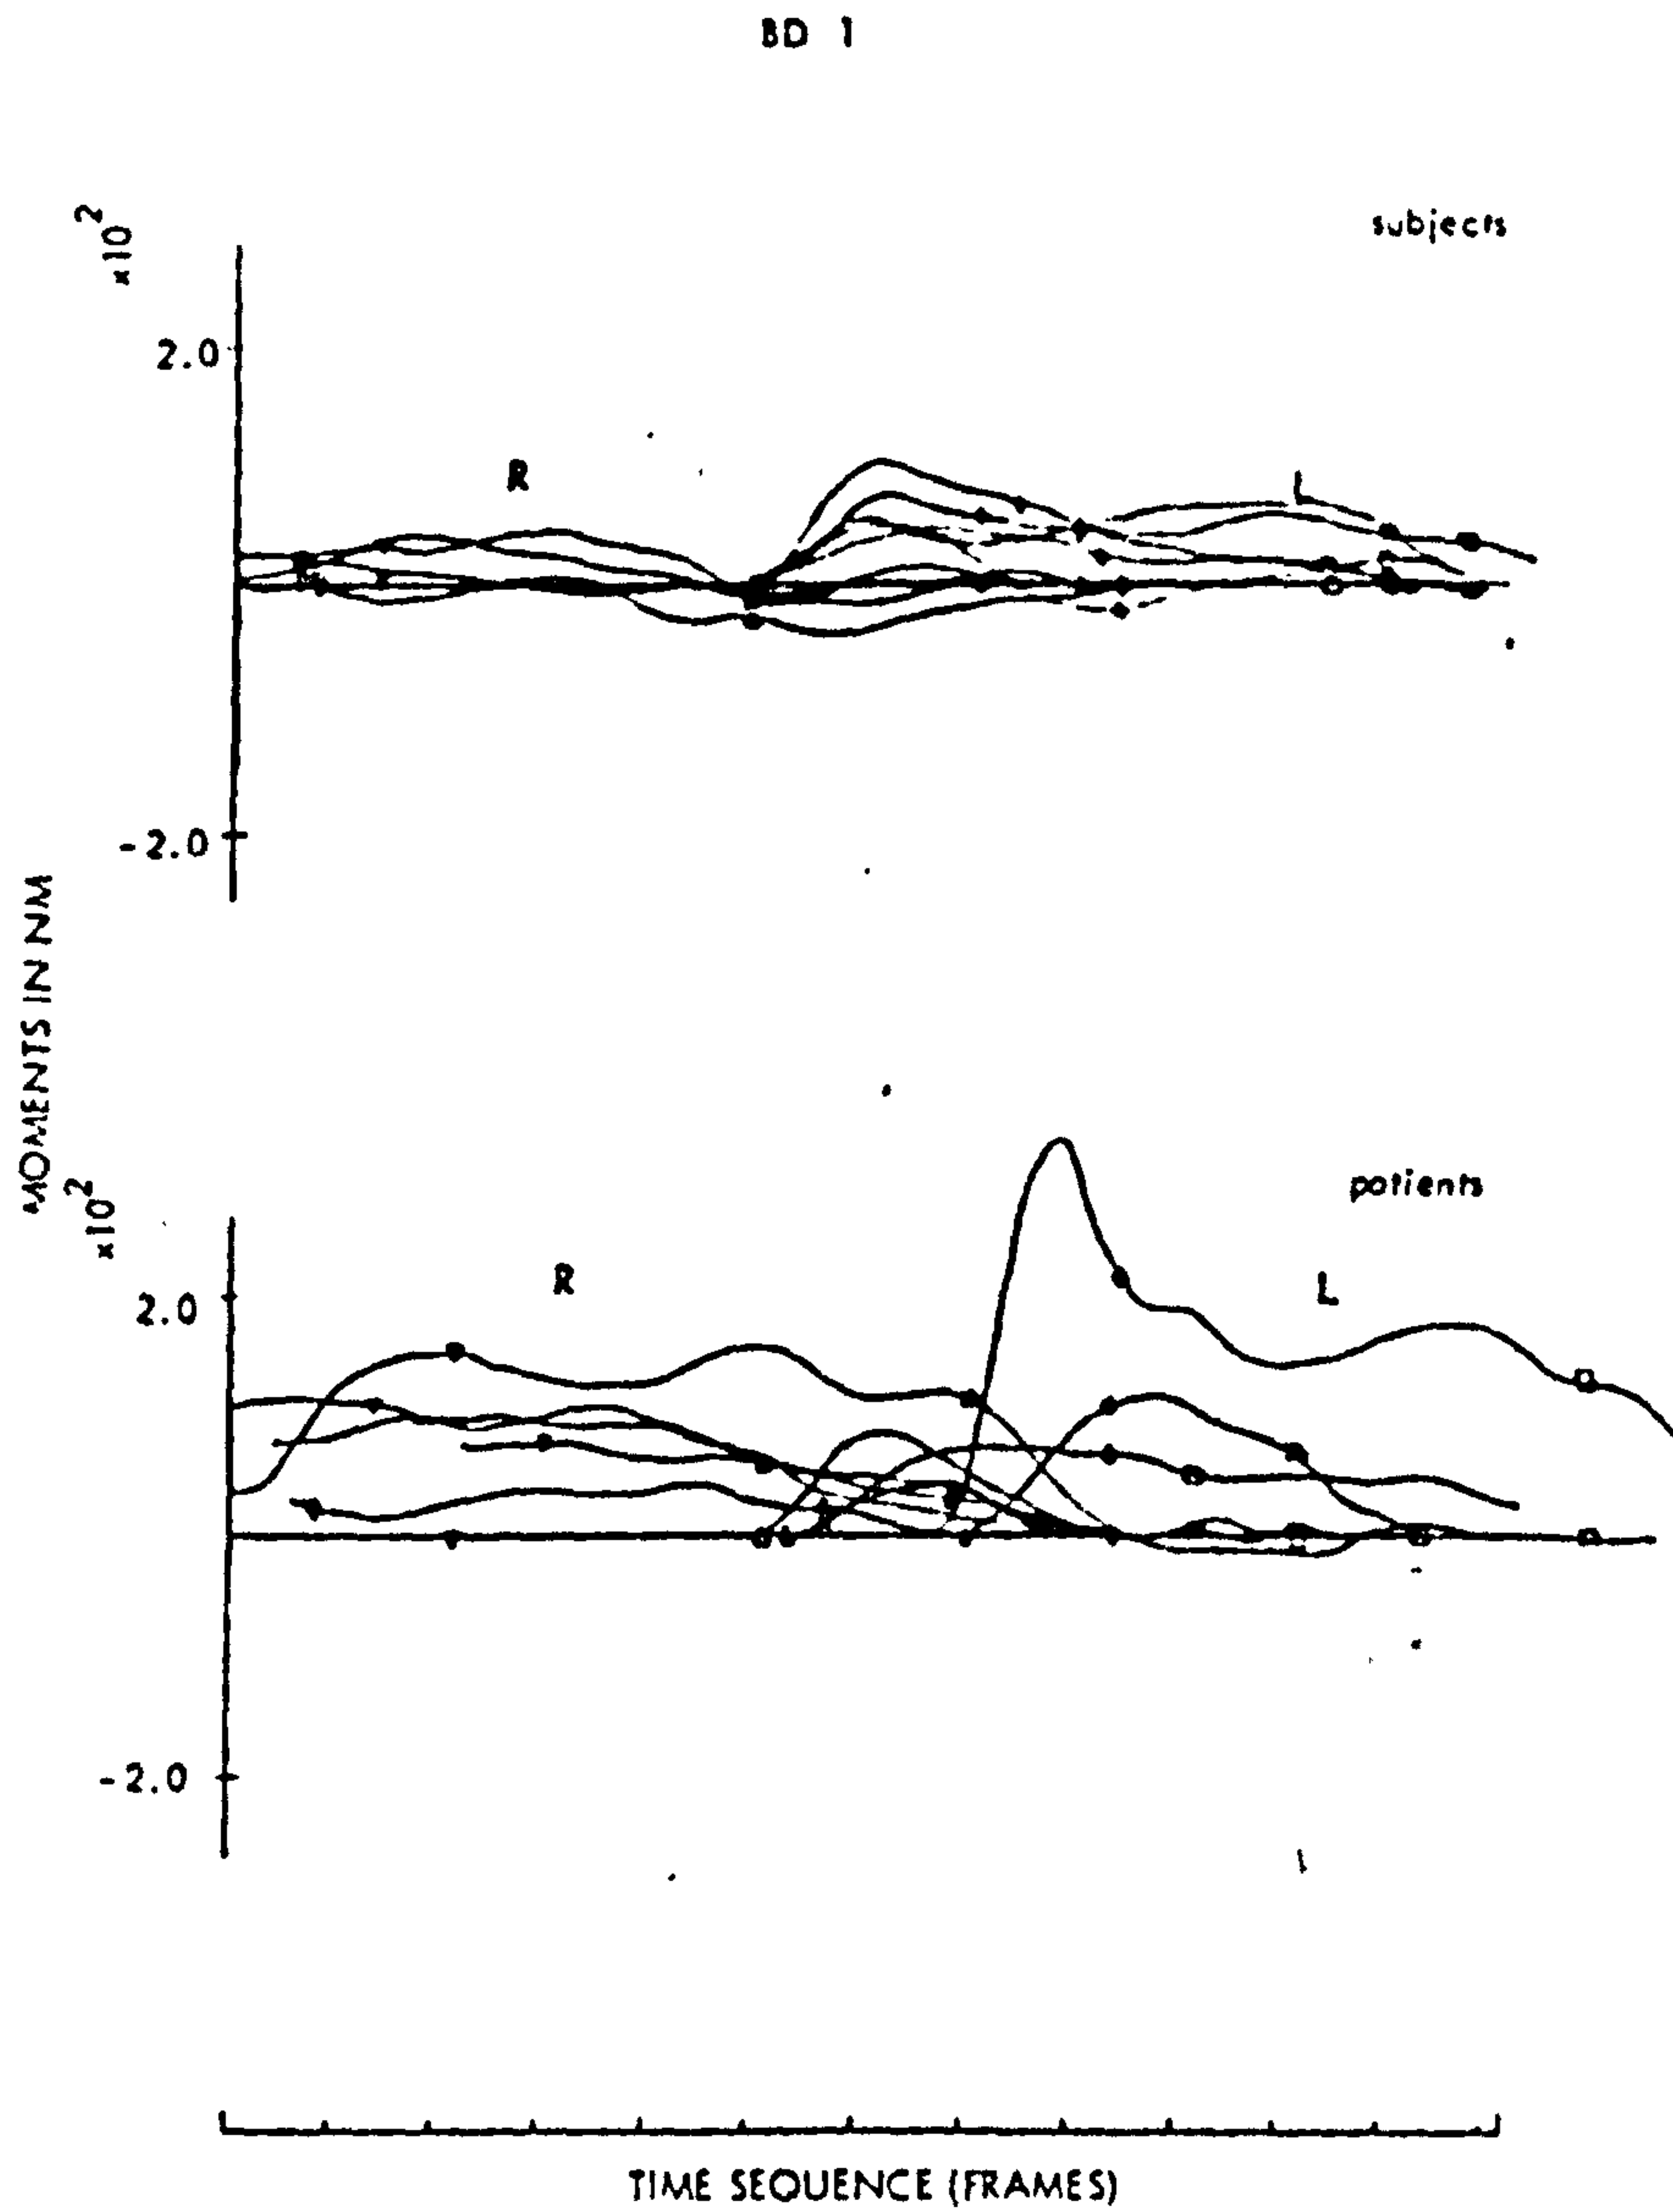 BD 1
subjects
×10²
2.0
R
L
-2.0
MOMENTS IN NM
patients
×10²
2.0
R
L
-2.0
TIME SEQUENCE (FRAMES)